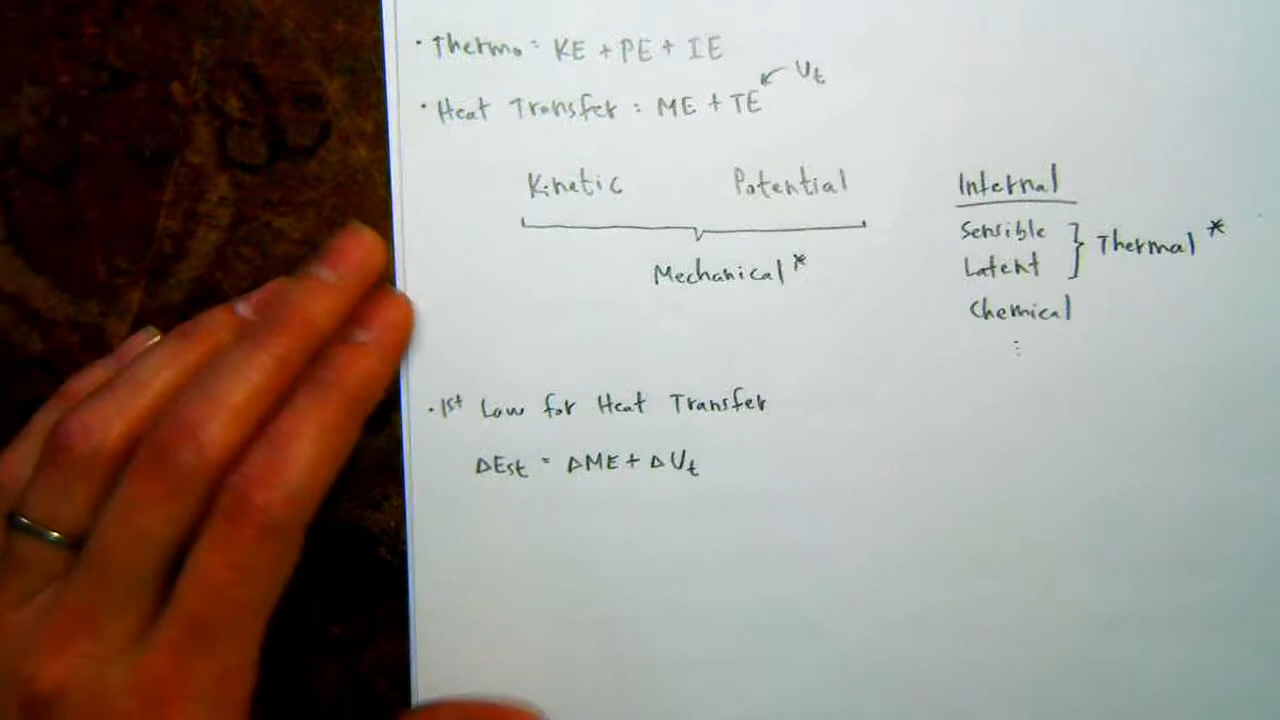 · Thermo: KE + PE + IE
↙ Ut
· Heat Transfer: ME + TE
Kinetic Potential Internal
Sensible } Thermal *
Latent
Mechanical*
Chemical
⋮
· 1st Law for Heat Transfer
ΔEst = ΔME + ΔUt